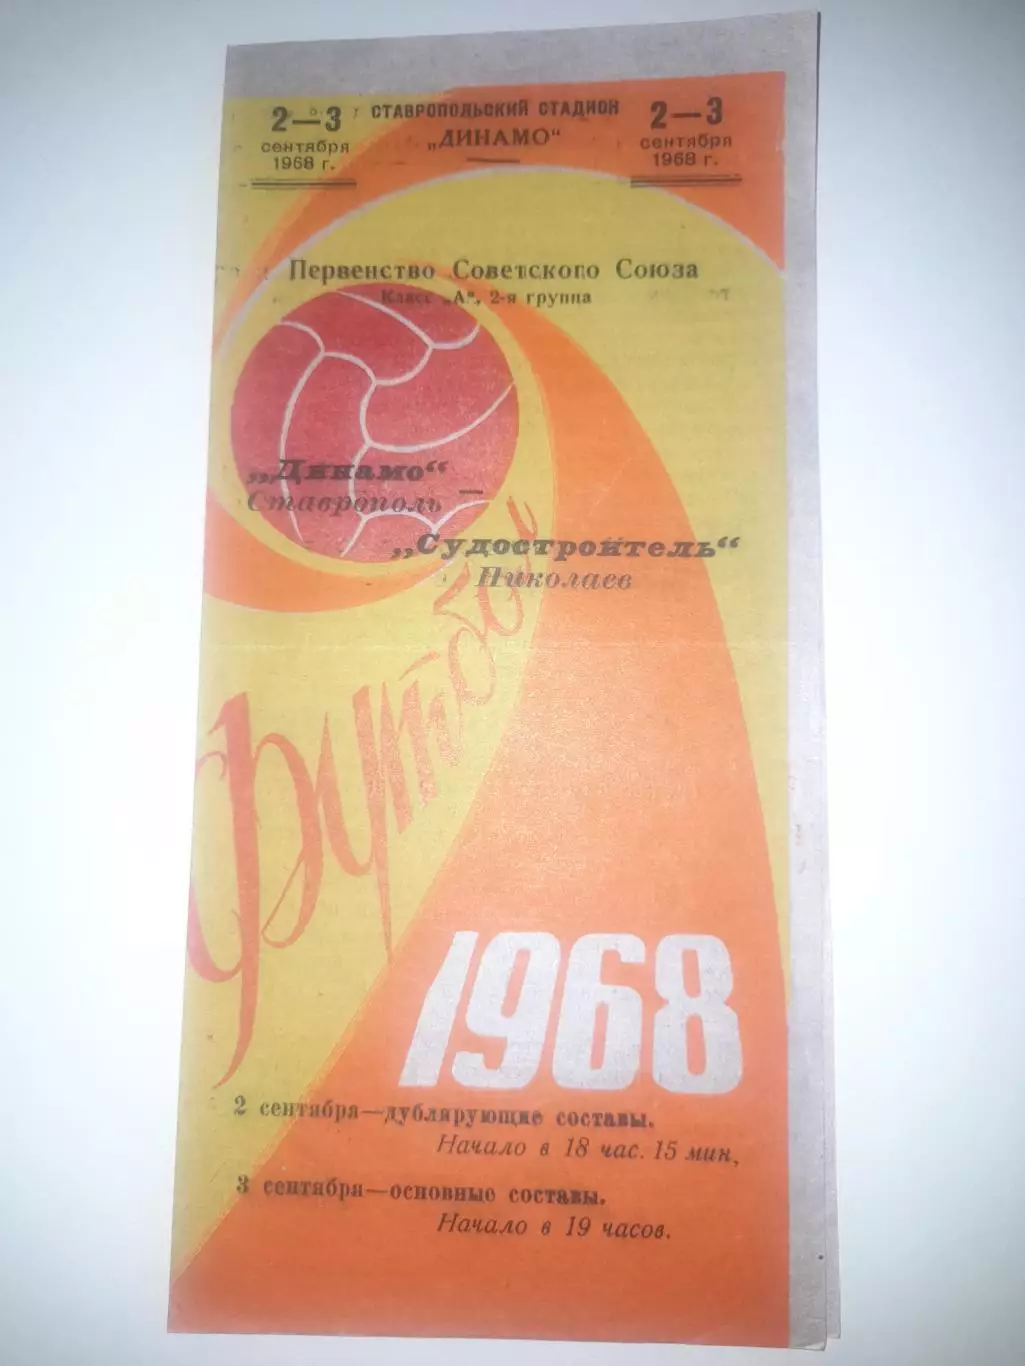 2—3
сентября
1968 г.
СТАВРОПОЛЬСКИЙ СТАДИОН
„ДИНАМО“
2—3
сентября
1968 г.
Первенство Советского Союза
Класс „А“, 2-я группа
„Динамо“
Ставрополь —
„Судостроитель“
Николаев
Футбол
1968
2 сентября—дублирующие составы.
Начало в 18 час. 15 мин,
3 сентября—основные составы.
Начало в 19 часов.